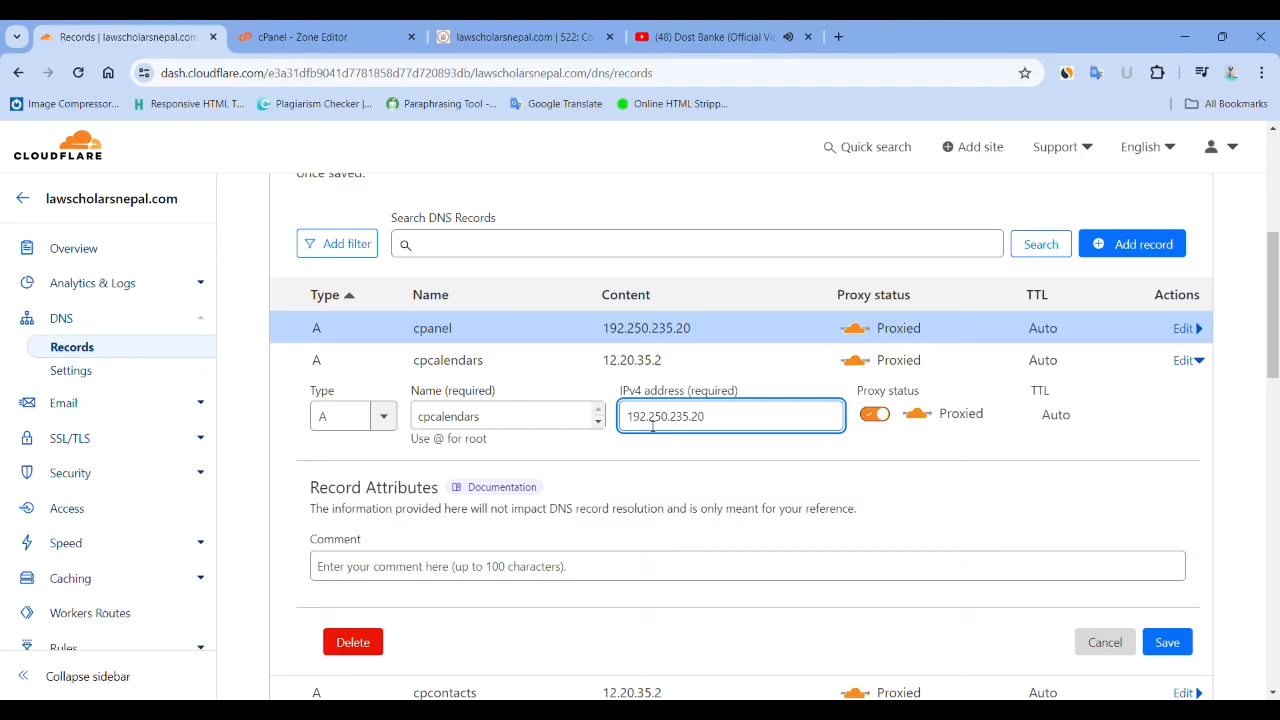 Records | lawscholarsnepal.com
cPanel - Zone Editor
lawscholarsnepal.com | 522: Co
(48) Dost Banke (Official Vi
dash.cloudflare.com/e3a31dfb9041d7781858d77d720893db/lawscholarsnepal.com/dns/records
Image Compressor...
Responsive HTML T...
Plagiarism Checker |...
Paraphrasing Tool -...
Google Translate
Online HTML Stripp...
All Bookmarks
CLOUDFLARE
Quick search
Add site
Support
English
lawscholarsnepal.com
Overview
Analytics & Logs
DNS
Records
Settings
Email
SSL/TLS
Security
Access
Speed
Caching
Workers Routes
Rules
Collapse sidebar
once saved.
Search DNS Records
Add filter
Search
Add record
Type Name Content Proxy status TTL Actions
A cpanel 192.250.235.20 Proxied Auto Edit
A cpcalendars 12.20.35.2 Proxied Auto Edit
Type Name (required) IPv4 address (required) Proxy status TTL
A cpcalendars 192.250.235.20 Proxied Auto
Use @ for root
Record Attributes Documentation
The information provided here will not impact DNS record resolution and is only meant for your reference.
Comment
Enter your comment here (up to 100 characters).
Delete Cancel Save
A cpcontacts 12.20.35.2 Proxied Auto Edit